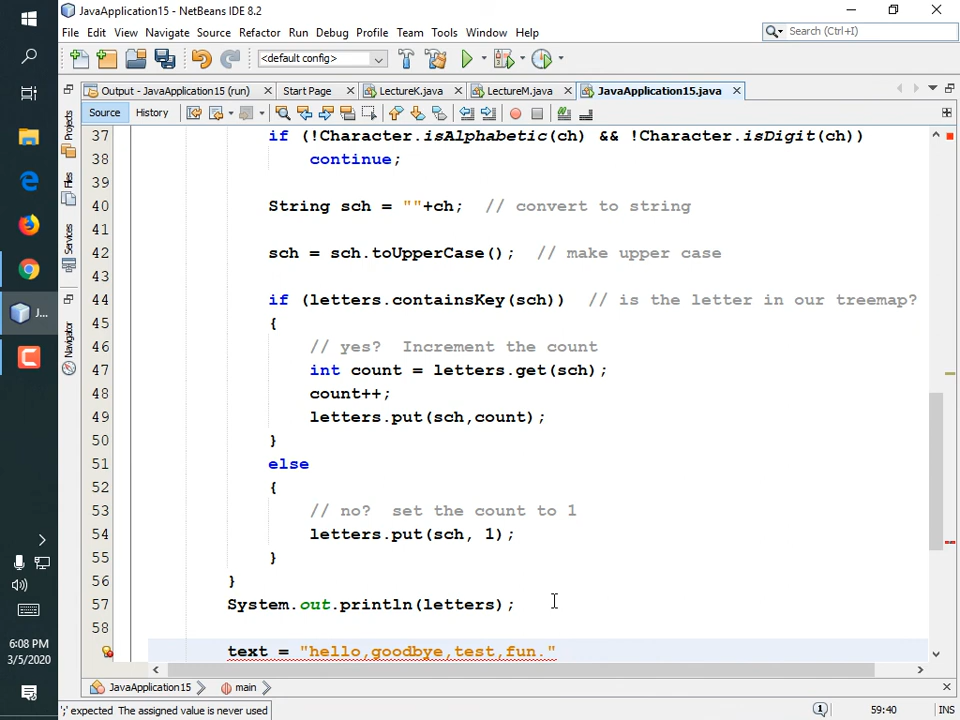 JavaApplication15 - NetBeans IDE 8.2
File Edit View Navigate Source Refactor Run Debug Profile Team Tools Window Help
Search (Ctrl+I)
<default config>
Output - JavaApplication15 (run) Start Page LectureK.java LectureM.java JavaApplication15.java
Source History
Projects
Files
Services
Navigator
37 if (!Character.isAlphabetic(ch) && !Character.isDigit(ch))
38 continue;
39
40 String sch = ""+ch; // convert to string
41
42 sch = sch.toUpperCase(); // make upper case
43
44 if (letters.containsKey(sch)) // is the letter in our treemap?
45 {
46 // yes? Increment the count
47 int count = letters.get(sch);
48 count++;
49 letters.put(sch,count);
50 }
51 else
52 {
53 // no? set the count to 1
54 letters.put(sch, 1);
55 }
56 }
57 System.out.println(letters);
58
text = "hello,goodbye,test,fun."
JavaApplication15 main
';' expected The assigned value is never used
1
59:40
INS
J...
6:08 PM
3/5/2020